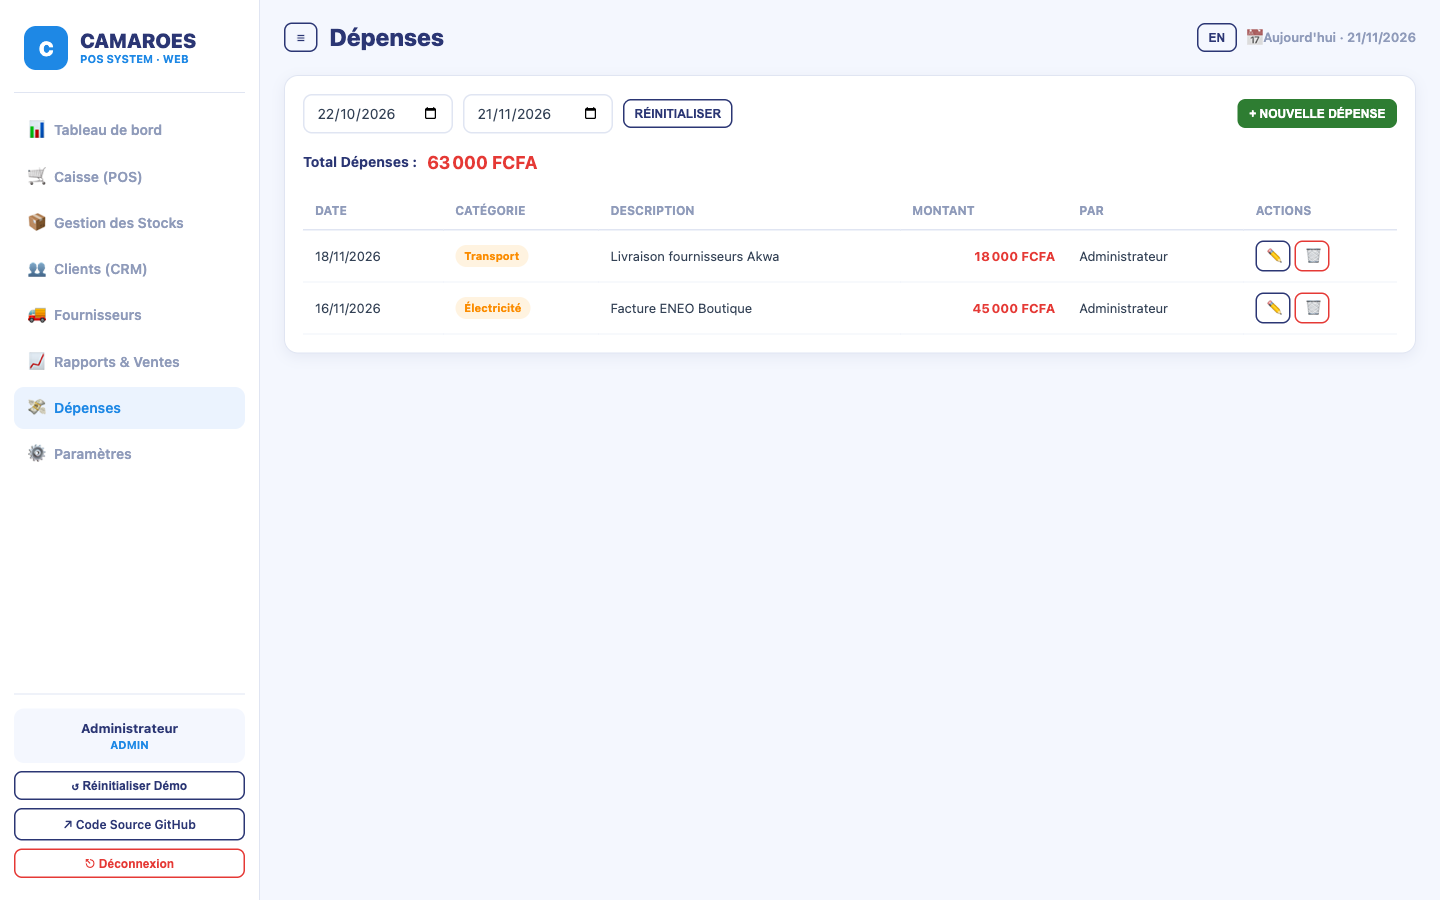 C
CAMAROES
POS SYSTEM · WEB
📊 Tableau de bord
🛒 Caisse (POS)
📦 Gestion des Stocks
👥 Clients (CRM)
🚚 Fournisseurs
📈 Rapports & Ventes
💸 Dépenses
⚙️ Paramètres
Administrateur
ADMIN
↺ Réinitialiser Démo
↗ Code Source GitHub
⎋ Déconnexion
≡ Dépenses
EN 📅 Aujourd'hui · 21/11/2026
22/10/2026 21/11/2026 RÉINITIALISER + NOUVELLE DÉPENSE
Total Dépenses : 63 000 FCFA
DATE CATÉGORIE DESCRIPTION MONTANT PAR ACTIONS
18/11/2026 Transport Livraison fournisseurs Akwa 18 000 FCFA Administrateur ✏️ 🗑️
16/11/2026 Électricité Facture ENEO Boutique 45 000 FCFA Administrateur ✏️ 🗑️